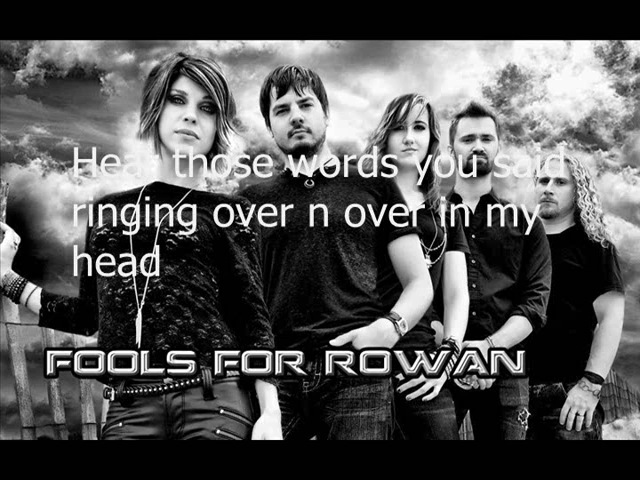 Hear those words you said
ringing over n over in my
head
FOOLS FOR ROWAN